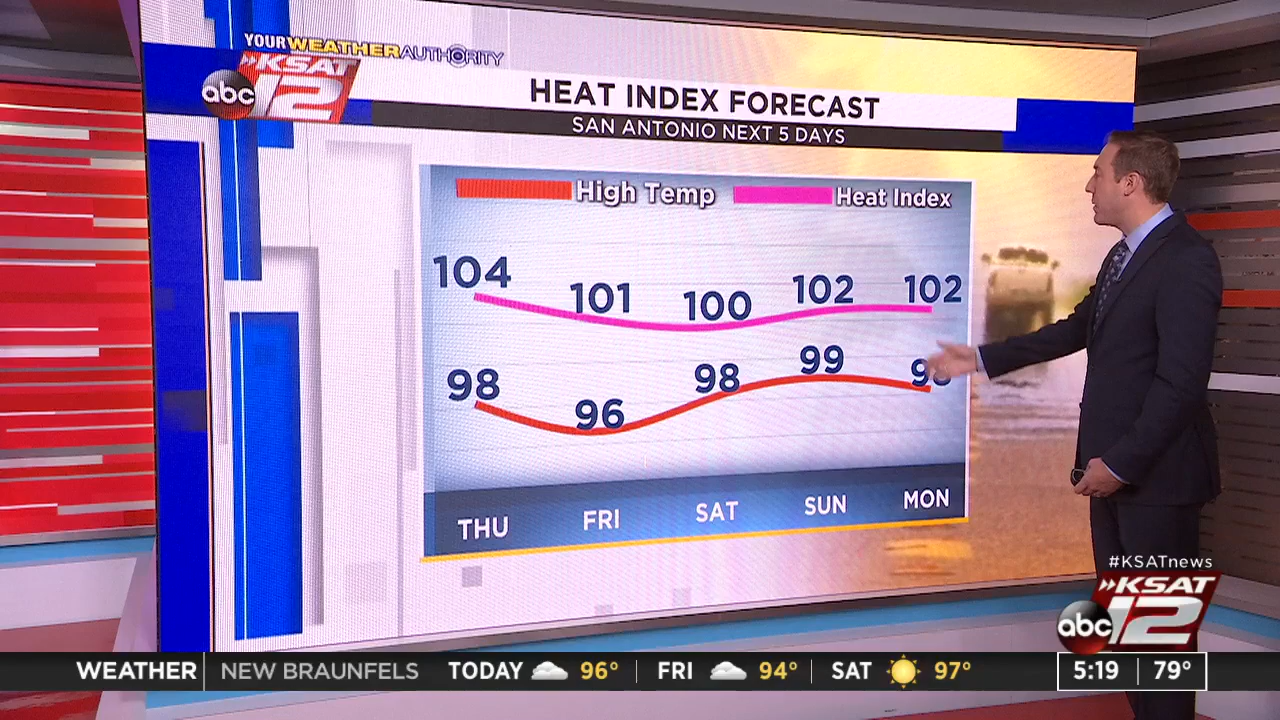 YOUR WEATHER AUTHORITY
KSAT
abc 12
HEAT INDEX FORECAST
SAN ANTONIO NEXT 5 DAYS
High Temp Heat Index
104 101 100 102 102
98 96 98 99
THU FRI SAT SUN MON
#KSATnews
KSAT
abc 12
WEATHER NEW BRAUNFELS TODAY 96° FRI 94° SAT 97° 5:19 79°